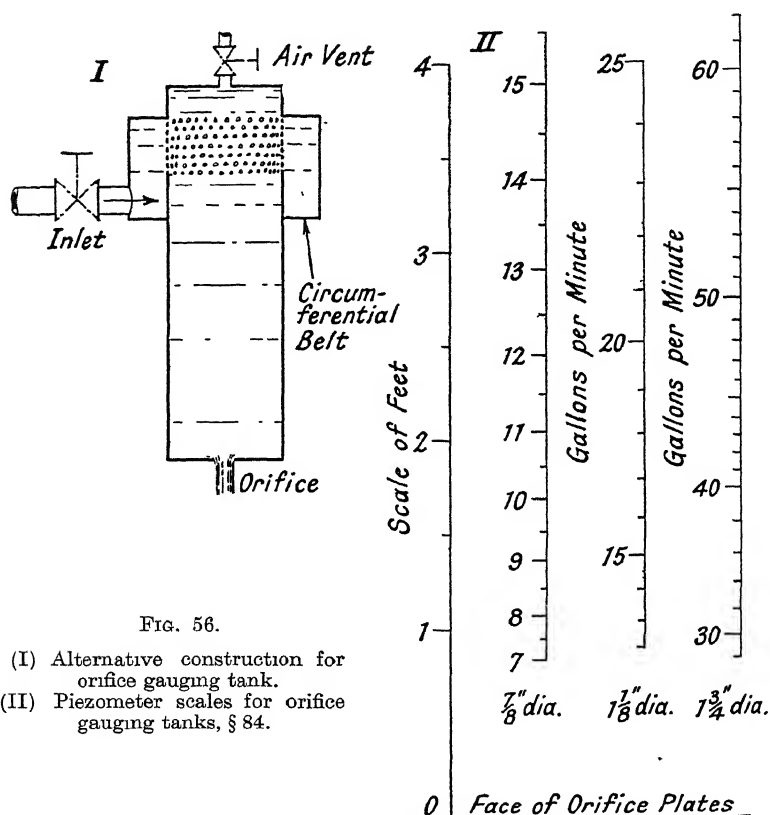 I
Air Vent
Inlet
Circum-
ferential
Belt
Orifice
FIG. 56.
(I) Alternative construction for
orifice gauging tank.
(II) Piezometer scales for orifice
gauging tanks, § 84.
II
Scale of Feet
4
3
2
1
0
15
14
13
12
11
10
9
8
7
7/8" dia.
Gallons per Minute
25
20
15
1 1/8" dia.
Gallons per Minute
60
50
40
30
1 3/4" dia.
Face of Orifice Plates